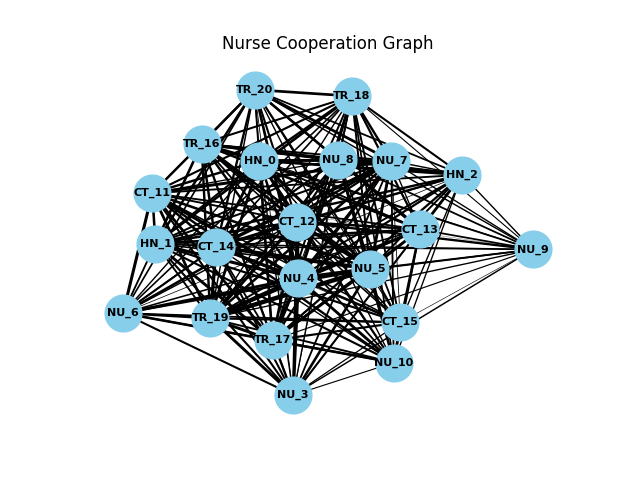 Nurse Cooperation Graph
TR_20
TR_18
TR_16
HN_0
NU_8
NU_7
HN_2
CT_11
CT_12
CT_13
HN_1
CT_14
NU_9
NU_5
NU_4
NU_6
TR_19
CT_15
TR_17
NU_10
NU_3